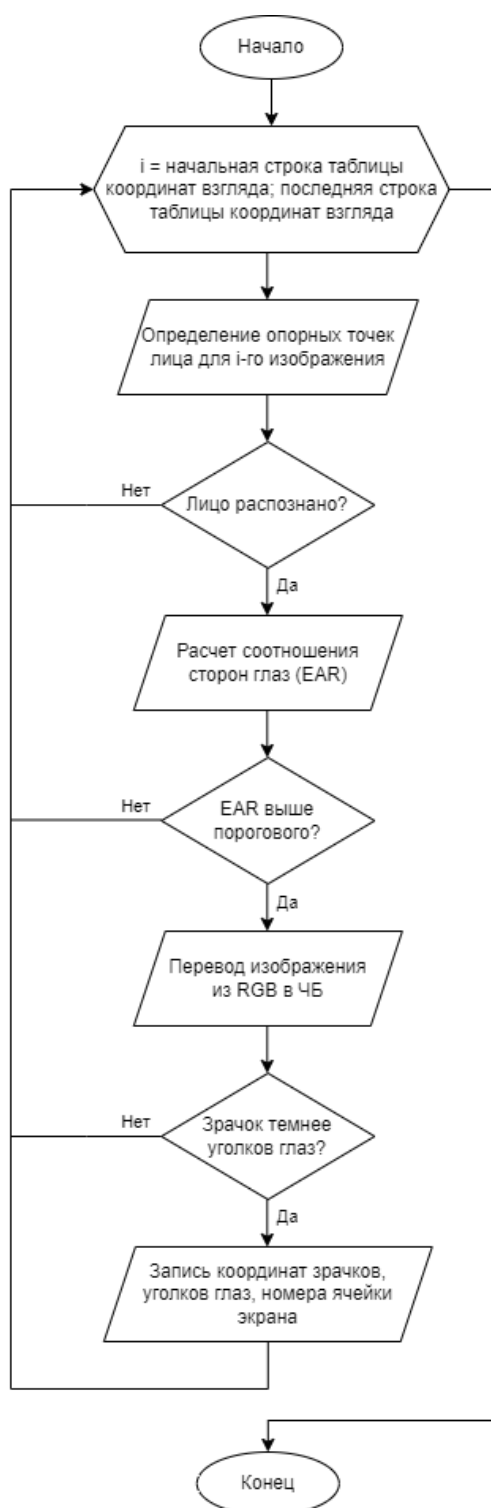 Начало
i = начальная строка таблицы
координат взгляда; последняя строка
таблицы координат взгляда
Определение опорных точек
лица для i-го изображения
Нет
Лицо распознано?
Да
Расчет соотношения
сторон глаз (EAR)
Нет
EAR выше
порогового?
Да
Перевод изображения
из RGB в ЧБ
Нет
Зрачок темнее
уголков глаз?
Да
Запись координат зрачков,
уголков глаз, номера ячейки
экрана
Конец